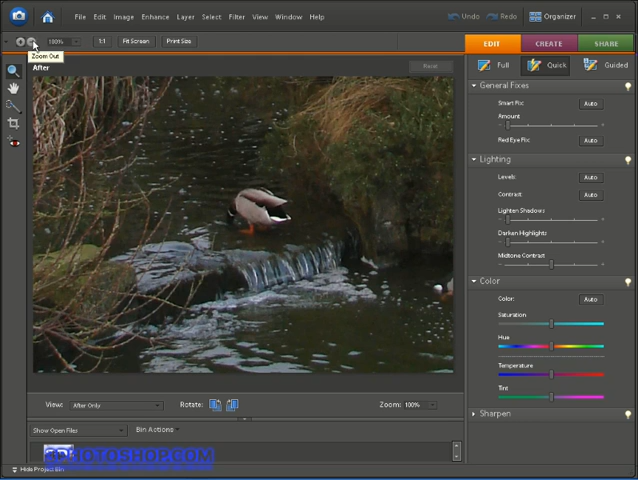 File Edit Image Enhance Layer Select Filter View Window Help Undo Redo Organizer
100% 1:1 Fit Screen Print Size EDIT CREATE SHARE
Zoom Out
After Reset Full Quick Guided
General Fixes
Smart Fix: Auto
Amount
Red Eye Fix: Auto
Lighting
Levels: Auto
Contrast: Auto
Lighten Shadows
Darken Highlights
Midtone Contrast
Color
Color: Auto
Saturation
Hue
Temperature
Tint
View: After Only Rotate: Zoom: 100%
Sharpen
Show Open Files Bin Actions
3DPHOTOSHOP.COM
Hide Project Bin